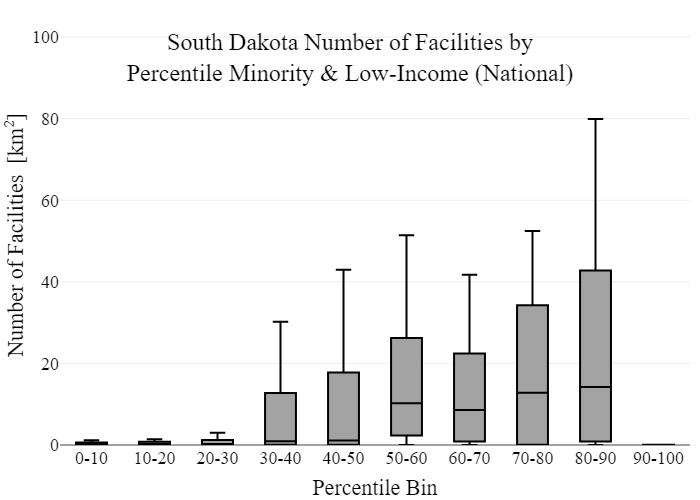 South Dakota Number of Facilities by
Percentile Minority & Low-Income (National)
Number of Facilities [km²]
100
80
60
40
20
0
0-10 10-20 20-30 30-40 40-50 50-60 60-70 70-80 80-90 90-100
Percentile Bin